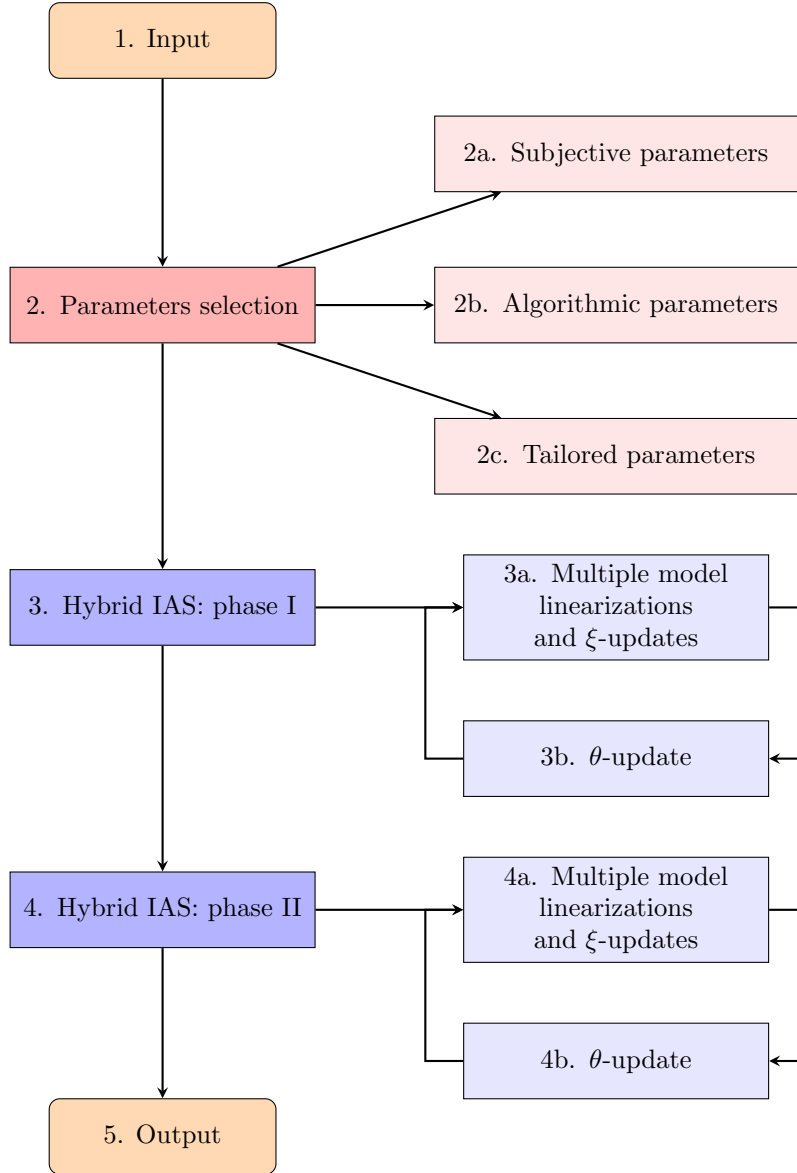 1. Input
2a. Subjective parameters
2. Parameters selection
2b. Algorithmic parameters
2c. Tailored parameters
3. Hybrid IAS: phase I
3a. Multiple model
linearizations
and ξ-updates
3b. θ-update
4. Hybrid IAS: phase II
4a. Multiple model
linearizations
and ξ-updates
4b. θ-update
5. Output